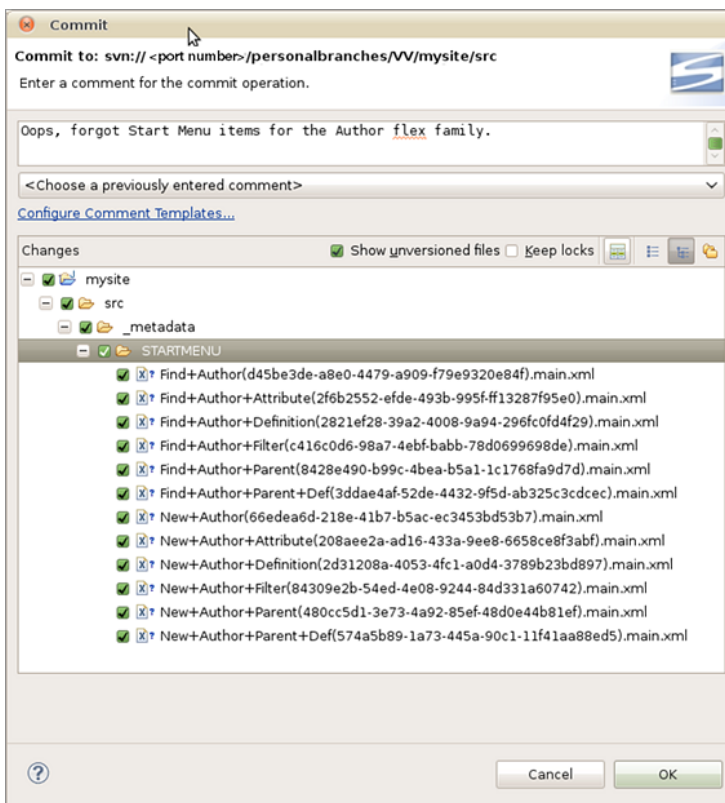 Commit
Commit to: svn:// <port number>/personalbranches/VV/mysite/src
Enter a comment for the commit operation.
Oops, forgot Start Menu items for the Author flex family.
<Choose a previously entered comment>
Configure Comment Templates...
Changes Show unversioned files Keep locks
mysite
src
_metadata
STARTMENU
Find+Author(d45be3de-a8e0-4479-a909-f79e9320e84f).main.xml
Find+Author+Attribute(2f6b2552-efde-493b-995f-ff13287f95e0).main.xml
Find+Author+Definition(2821ef28-39a2-4008-9a94-296fc0fd4f29).main.xml
Find+Author+Filter(c416c0d6-98a7-4ebf-babb-78d0699698de).main.xml
Find+Author+Parent(8428e490-b99c-4bea-b5a1-1c1768fa9d7d).main.xml
Find+Author+Parent+Def(3ddae4af-52de-4432-9f5d-ab325c3cdcec).main.xml
New+Author(66edea6d-218e-41b7-b5ac-ec3453bd53b7).main.xml
New+Author+Attribute(208aee2a-ad16-433a-9ee8-6658ce8f3abf).main.xml
New+Author+Definition(2d31208a-4053-4fc1-a0d4-3789b23bd897).main.xml
New+Author+Filter(84309e2b-54ed-4e08-9244-84d331a60742).main.xml
New+Author+Parent(480cc5d1-3e73-4a92-85ef-48d0e44b81ef).main.xml
New+Author+Parent+Def(574a5b89-1a73-445a-90c1-11f41aa88ed5).main.xml
Cancel OK